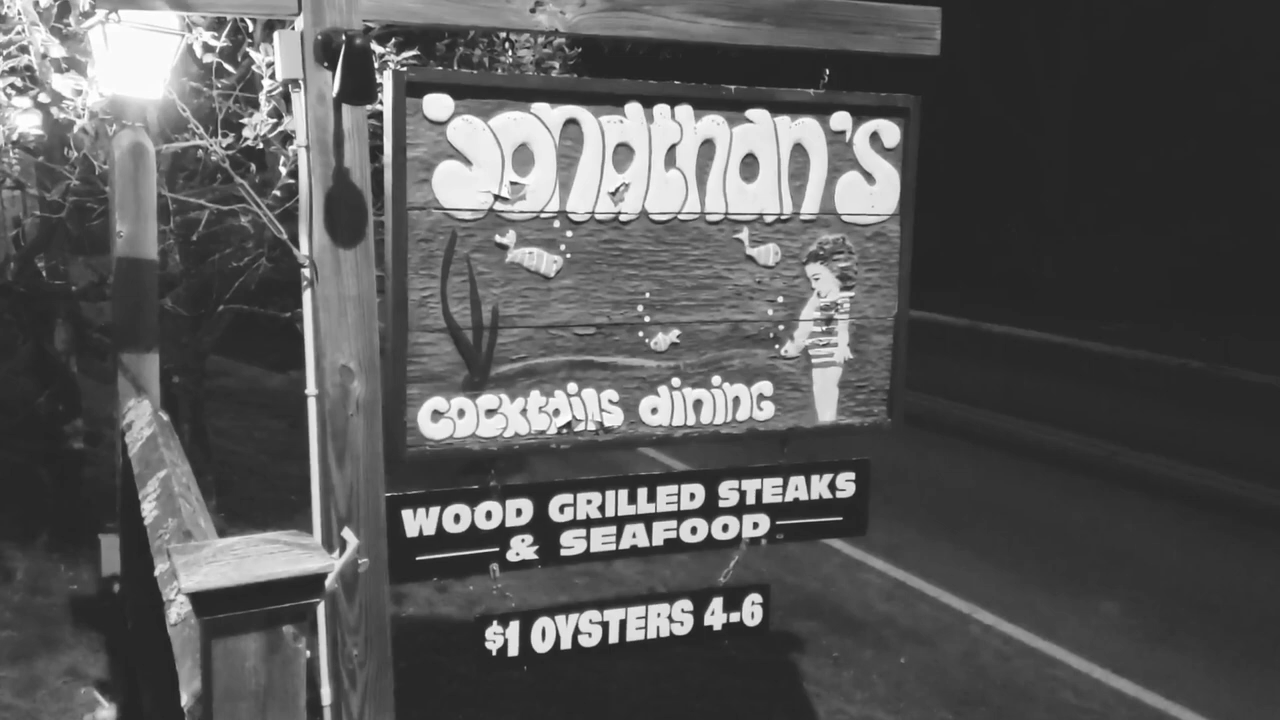 Jonathan's
cocktails dining
WOOD GRILLED STEAKS
& SEAFOOD
$1 OYSTERS 4-6